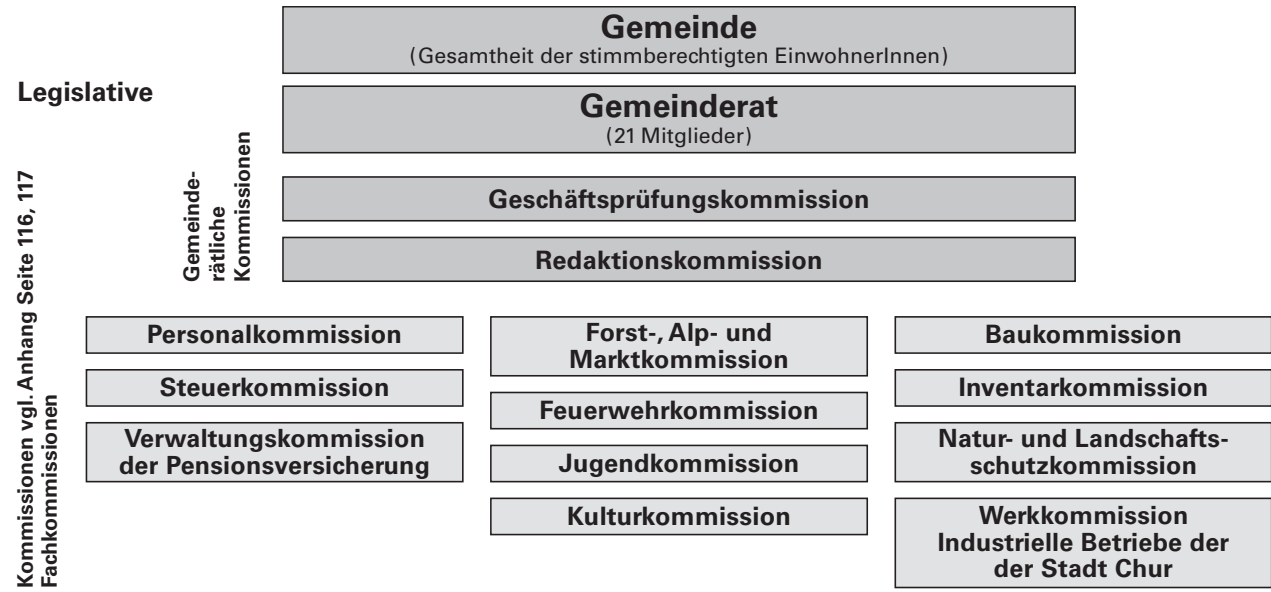 Gemeinde
(Gesamtheit der stimmberechtigten EinwohnerInnen)
Legislative
Gemeinderat
(21 Mitglieder)
Gemeinde-
rätliche
Kommissionen
Geschäftsprüfungskommission
Redaktionskommission
Kommissionen vgl. Anhang Seite 116, 117
Fachkommissionen
Personalkommission
Steuerkommission
Verwaltungskommission
der Pensionsversicherung
Forst-, Alp- und
Marktkommission
Feuerwehrkommission
Jugendkommission
Kulturkommission
Baukommission
Inventarkommission
Natur- und Landschafts-
schutzkommission
Werkkommission
Industrielle Betriebe der
der Stadt Chur